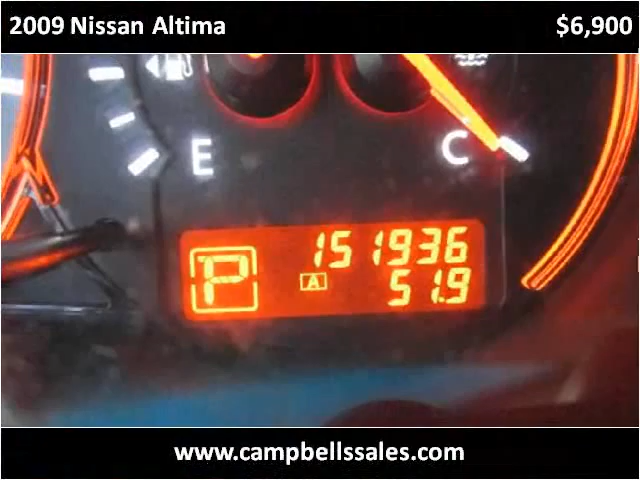 2009 Nissan Altima $6,900
E C
151936
P A 51.9
www.campbellssales.com